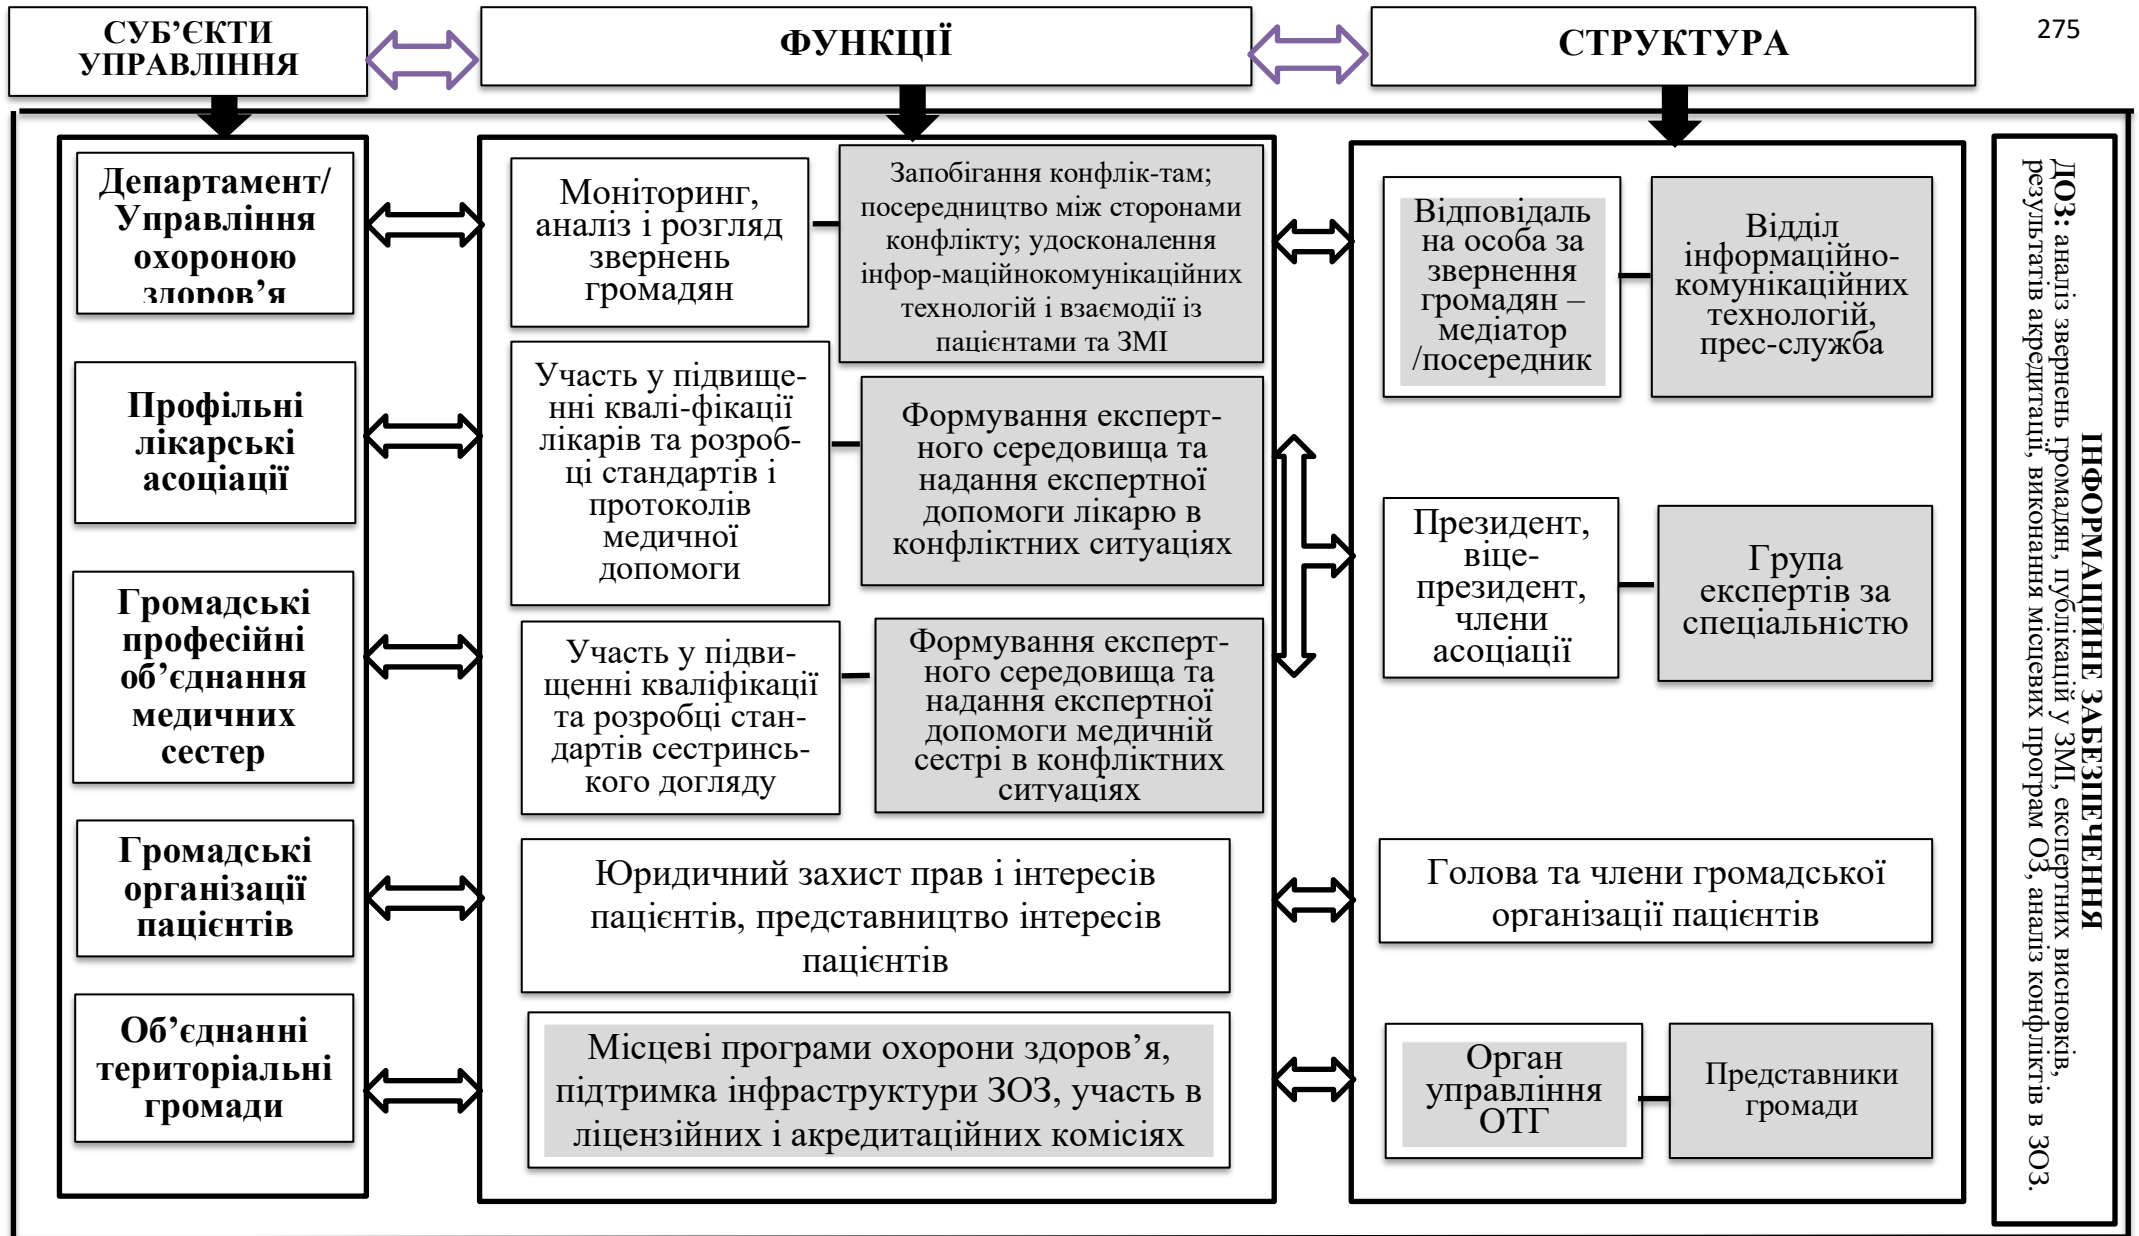 275
СУБ’ЄКТИ
УПРАВЛІННЯ
ФУНКЦІЇ
СТРУКТУРА
Департамент/
Управління
охороною
здоров’я
Моніторинг,
аналіз і розгляд
звернень
громадян
Запобігання конфлік-там;
посередництво між сторонами
конфлікту; удосконалення
інфор-маційнокомунікаційних
технологій і взаємодії із
пацієнтами та ЗМІ
Відповідаль
на особа за
звернення
громадян –
медіатор
/посередник
Відділ
інформаційно-
комунікаційних
технологій,
прес-служба
Профільні
лікарські
асоціації
Участь у підвище-
нні квалі-фікації
лікарів та розроб-
ці стандартів і
протоколів
медичної
допомоги
Формування експерт-
ного середовища та
надання експертної
допомоги лікарю в
конфліктних ситуаціях
Президент,
віце-
президент,
члени
асоціації
Група
експертів за
спеціальністю
Громадські
професійні
об’єднання
медичних
сестер
Участь у підви-
щенні кваліфікації
та розробці стан-
дартів сестринсь-
кого догляду
Формування експерт-
ного середовища та
надання експертної
допомоги медичній
сестрі в конфліктних
ситуаціях
Громадські
організації
пацієнтів
Юридичний захист прав і інтересів
пацієнтів, представництво інтересів
пацієнтів
Голова та члени громадської
організації пацієнтів
Об’єднанні
територіальні
громади
Місцеві програми охорони здоров’я,
підтримка інфраструктури ЗОЗ, участь в
ліцензійних і акредитаційних комісіях
Орган
управління
ОТГ
Представники
громади
ІНФОРМАЦІЙНЕ ЗАБЕЗПЕЧЕННЯ
ДОЗ: аналіз звернень громадян, публікацій у ЗМІ, експертних висновків,
результатів акредитації, виконання місцевих програм ОЗ, аналіз конфліктів в ЗОЗ.